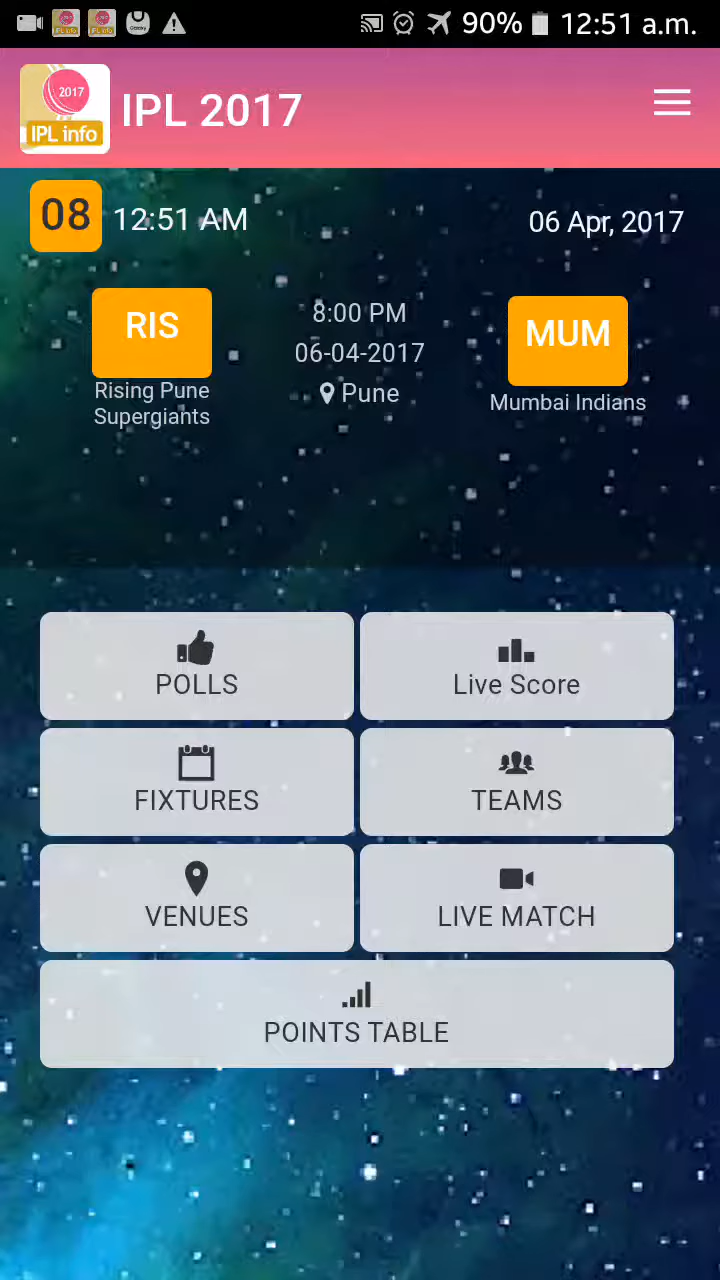 90% 12:51 a.m.
2017
IPL info
IPL 2017
08 12:51 AM
06 Apr, 2017
RIS
Rising Pune
Supergiants
8:00 PM
06-04-2017
Pune
MUM
Mumbai Indians
POLLS
Live Score
FIXTURES
TEAMS
VENUES
LIVE MATCH
POINTS TABLE